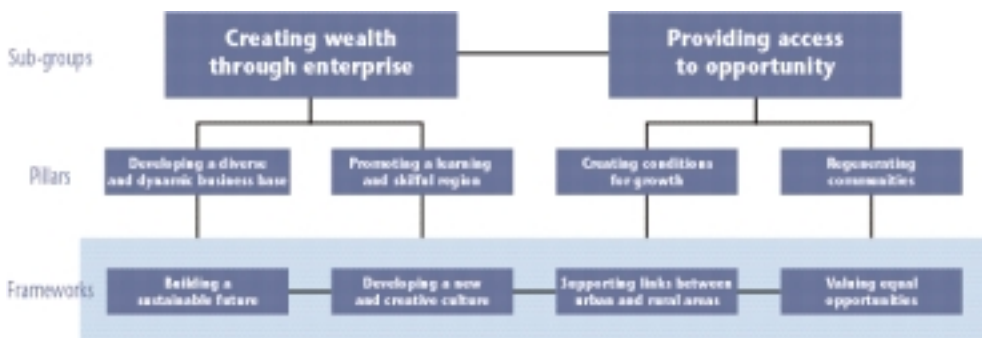 Sub-groups
Creating wealth
through enterprise
Providing access
to opportunity
Pillars
Developing a diverse
and dynamic business base
Promoting a learning
and skilful region
Creating conditions
for growth
Regenerating
communities
Frameworks
Building a
sustainable future
Developing a new
and creative culture
Supporting links between
urban and rural areas
Valuing equal
opportunities